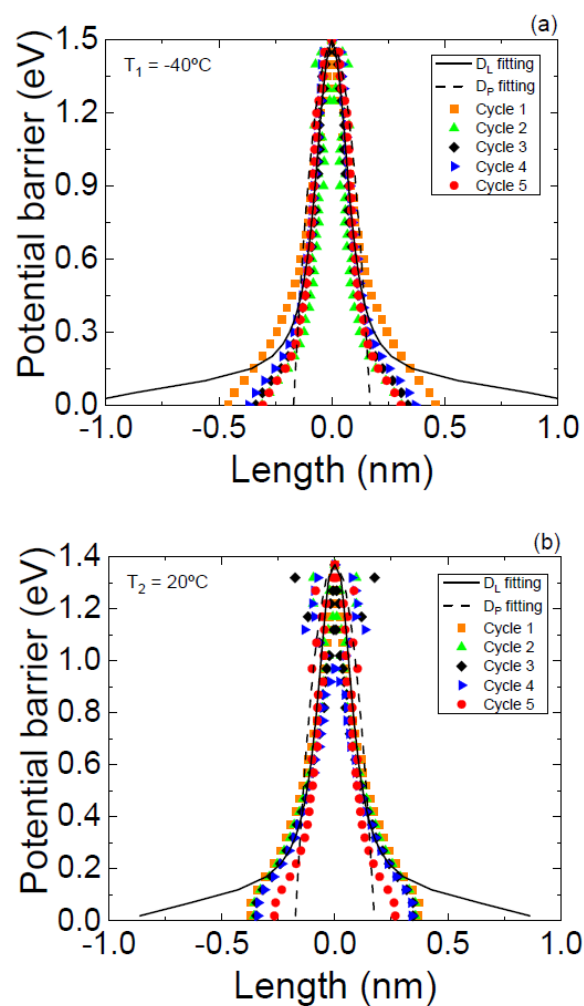 (a)
T1 = -40ºC
DL fitting
DP fitting
Cycle 1
Cycle 2
Cycle 3
Cycle 4
Cycle 5
Potential barrier (eV)
1.5
1.2
0.9
0.6
0.3
0.0
-1.0 -0.5 0.0 0.5 1.0
Length (nm)
(b)
T2 = 20ºC
DL fitting
DP fitting
Cycle 1
Cycle 2
Cycle 3
Cycle 4
Cycle 5
Potential barrier (eV)
1.4
1.2
1.0
0.8
0.6
0.4
0.2
0.0
-1.0 -0.5 0.0 0.5 1.0
Length (nm)